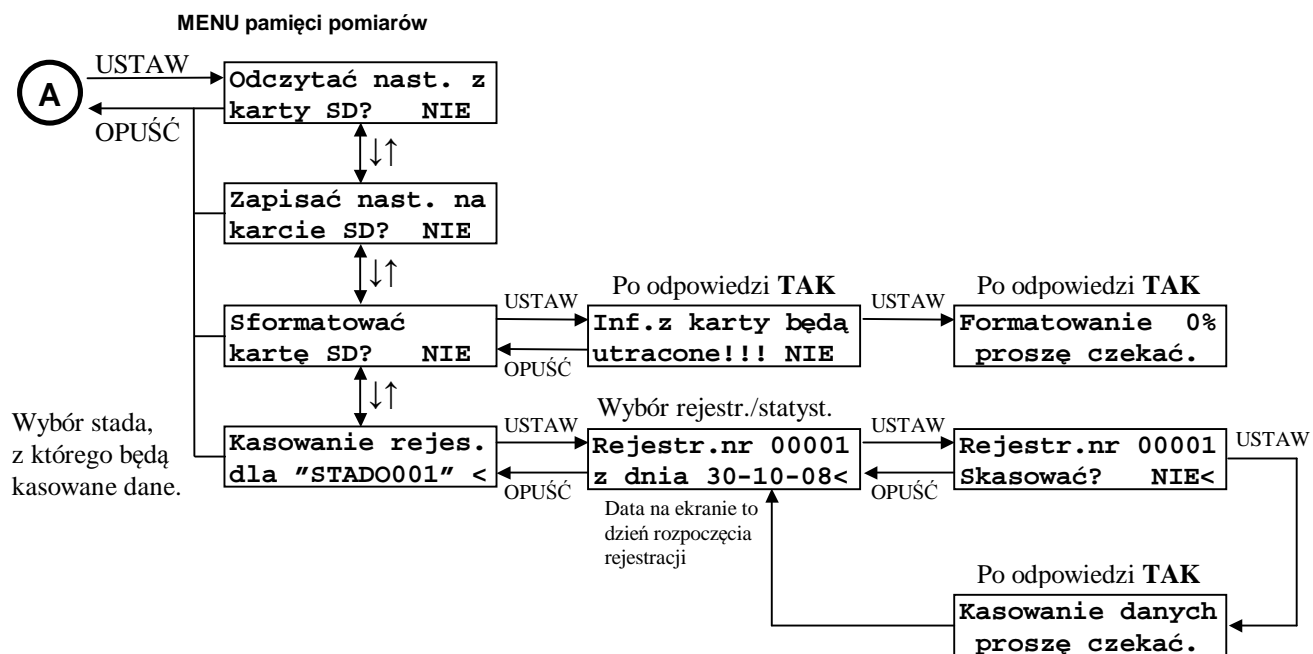 MENU pamięci pomiarów
A
USTAW
OPUŚĆ
Odczytać nast. z
karty SD? NIE
↓↑
Zapisać nast. na
karcie SD? NIE
↓↑
Sformatować
kartę SD? NIE
USTAW
OPUŚĆ
Po odpowiedzi TAK
Inf.z karty będą
utracone!!! NIE
USTAW
Po odpowiedzi TAK
Formatowanie 0%
proszę czekać.
↓↑
Wybór stada,
z którego będą
kasowane dane.
Kasowanie rejes.
dla ”STADO001” <
USTAW
OPUŚĆ
Wybór rejestr./statyst.
Rejestr.nr 00001
z dnia 30-10-08<
Data na ekranie to
dzień rozpoczęcia
rejestracji
USTAW
OPUŚĆ
Rejestr.nr 00001
Skasować? NIE<
USTAW
Po odpowiedzi TAK
Kasowanie danych
proszę czekać.